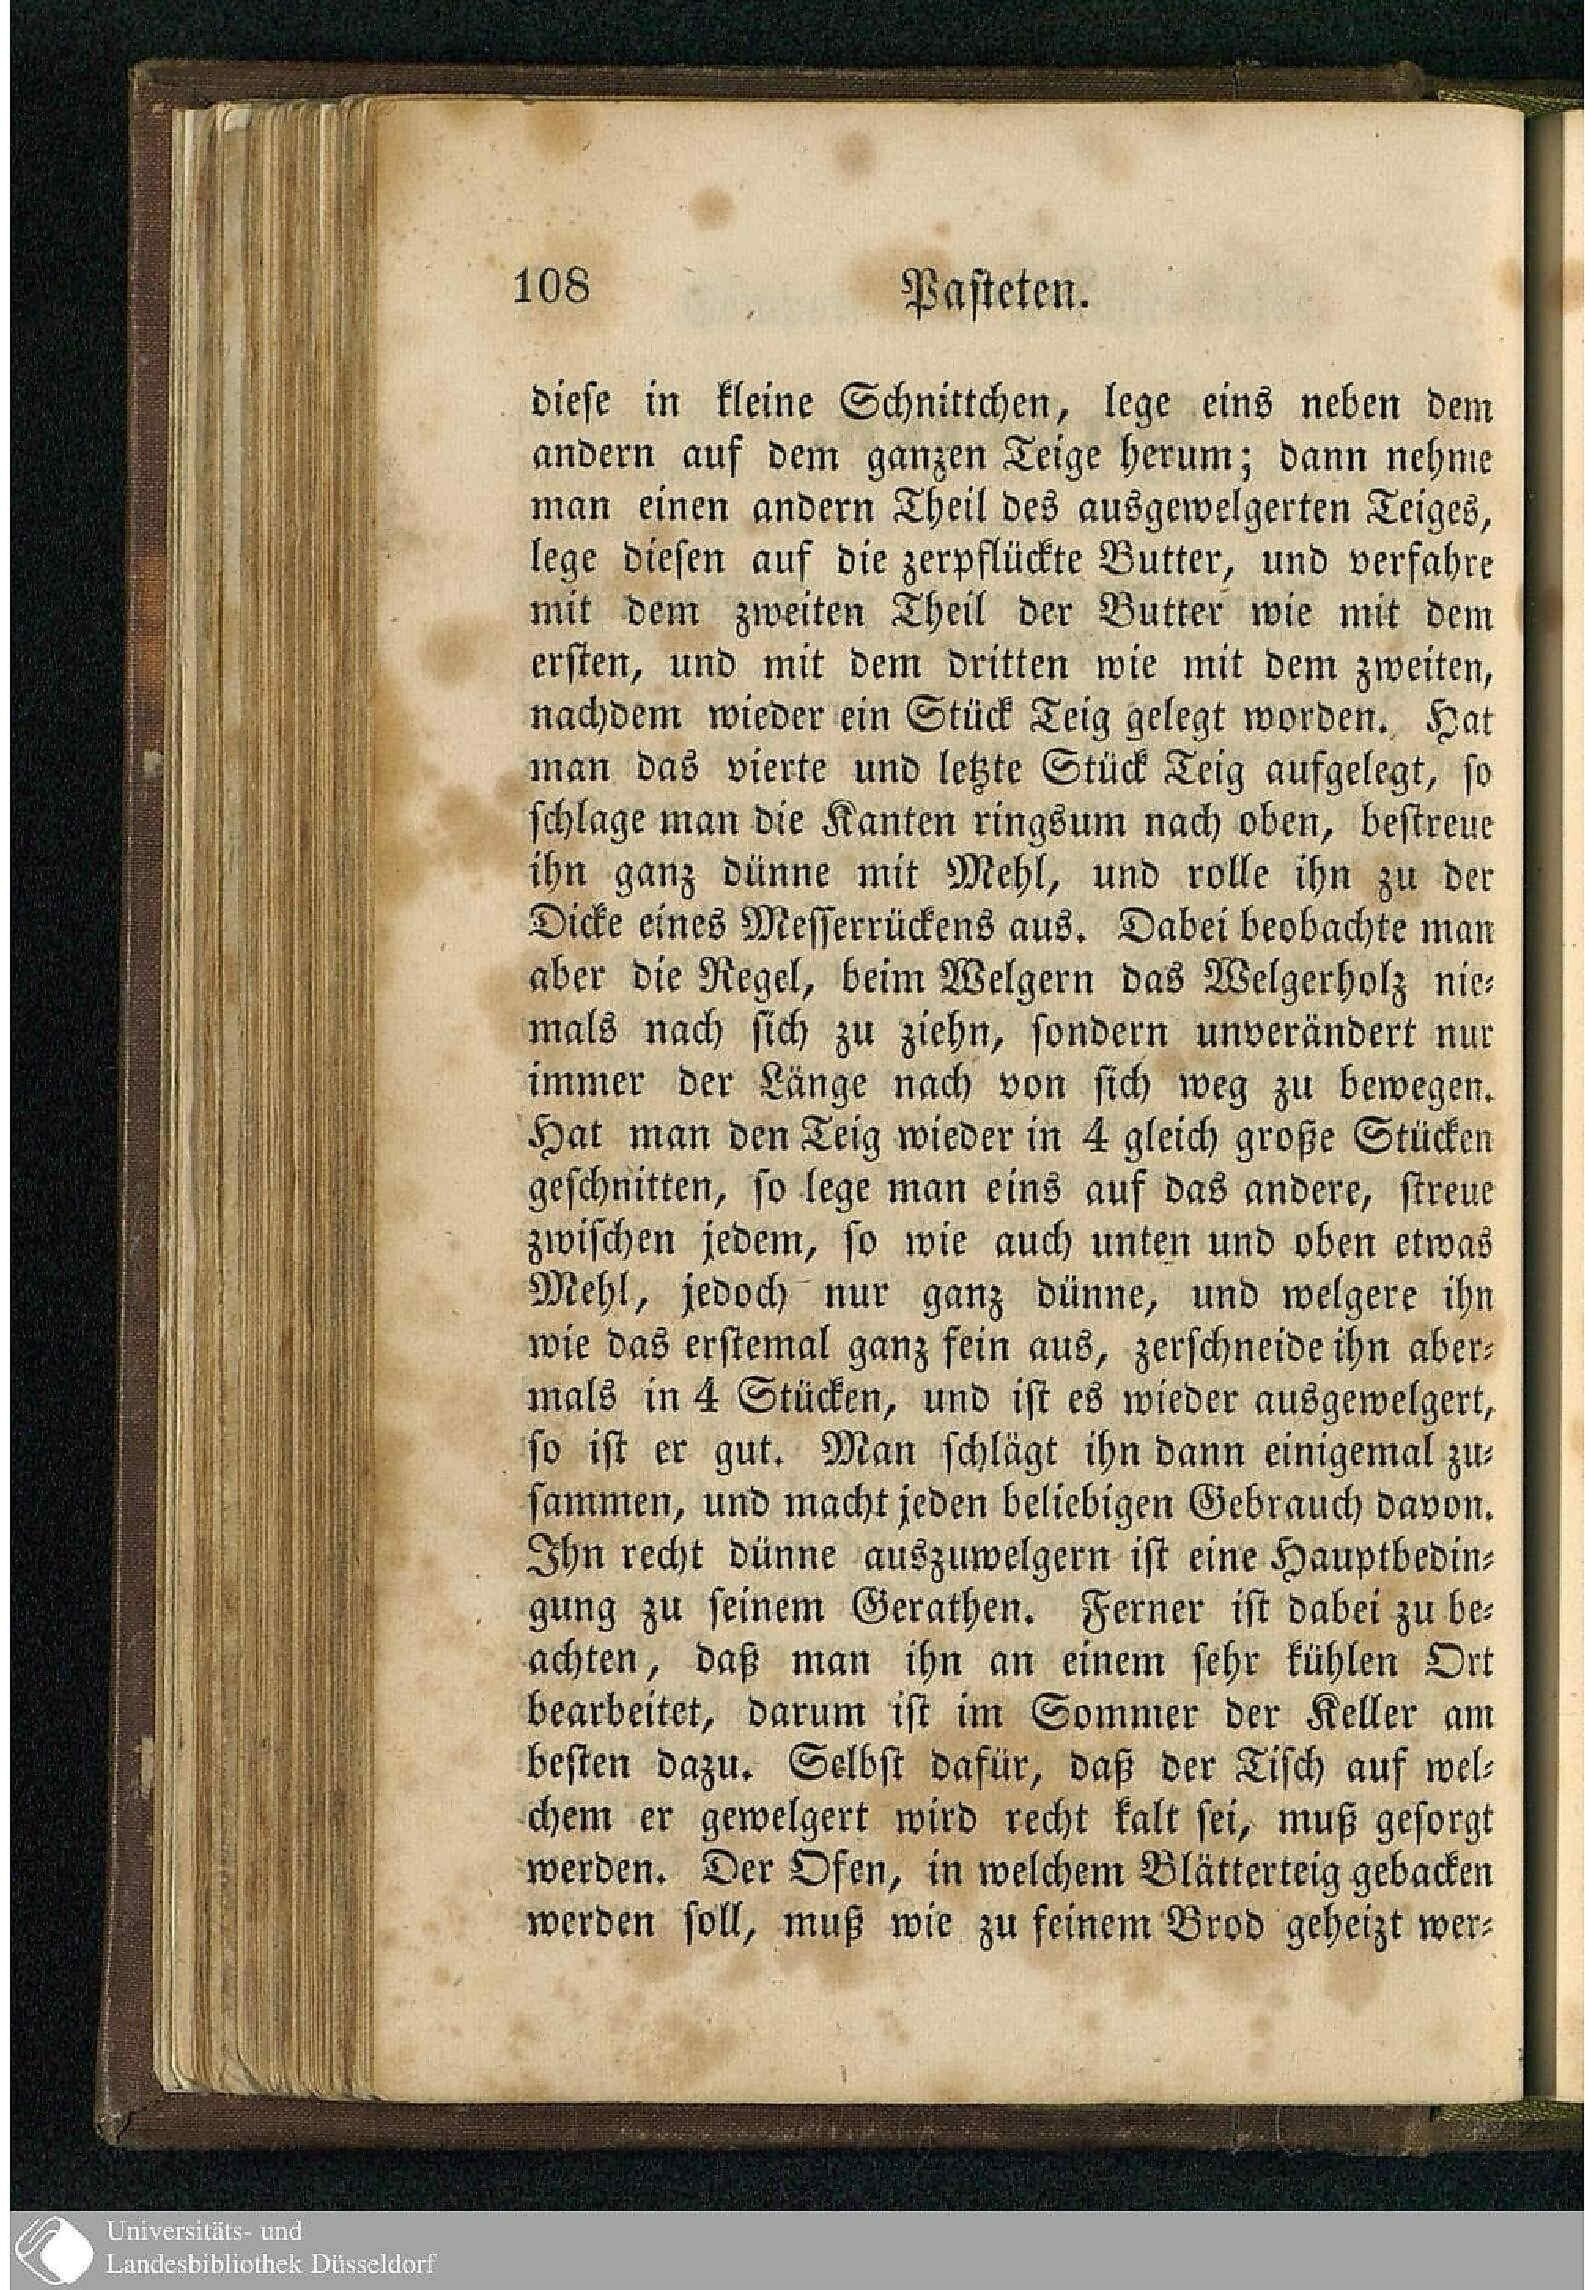 108 Pasteten.
diese in kleine Schnittchen, lege eins neben dem
andern auf dem ganzen Teige herum; dann nehme
man einen andern Theil des ausgewelgerten Teiges,
lege diesen auf die zerpflückte Butter, und verfahre
mit dem zweiten Theil der Butter wie mit dem
ersten, und mit dem dritten wie mit dem zweiten,
nachdem wieder ein Stück Teig gelegt worden. Hat
man das vierte und letzte Stück Teig aufgelegt, so
schlage man die Kanten ringsum nach oben, bestreue
ihn ganz dünne mit Mehl, und rolle ihn zu der
Dicke eines Messerrückens aus. Dabei beobachte man
aber die Regel, beim Welgern das Welgerholz nie-
mals nach sich zu ziehn, sondern unverändert nur
immer der Länge nach von sich weg zu bewegen.
Hat man den Teig wieder in 4 gleich große Stücken
geschnitten, so lege man eins auf das andere, streue
zwischen jedem, so wie auch unten und oben etwas
Mehl, jedoch nur ganz dünne, und welgere ihn
wie das erstemal ganz fein aus, zerschneide ihn aber-
mals in 4 Stücken, und ist es wieder ausgewelgert,
so ist er gut. Man schlägt ihn dann einigemal zu-
sammen, und macht jeden beliebigen Gebrauch davon.
Ihn recht dünne auszuwelgern ist eine Hauptbedin-
gung zu seinem Gerathen. Ferner ist dabei zu be-
achten, daß man ihn an einem sehr kühlen Ort
bearbeitet, darum ist im Sommer der Keller am
besten dazu. Selbst dafür, daß der Tisch auf wel-
chem er gewelgert wird recht kalt sei, muß gesorgt
werden. Der Ofen, in welchem Blätterteig gebacken
werden soll, muß wie zu feinem Brod geheizt wer-
Universitäts- und
Landesbibliothek Düsseldorf